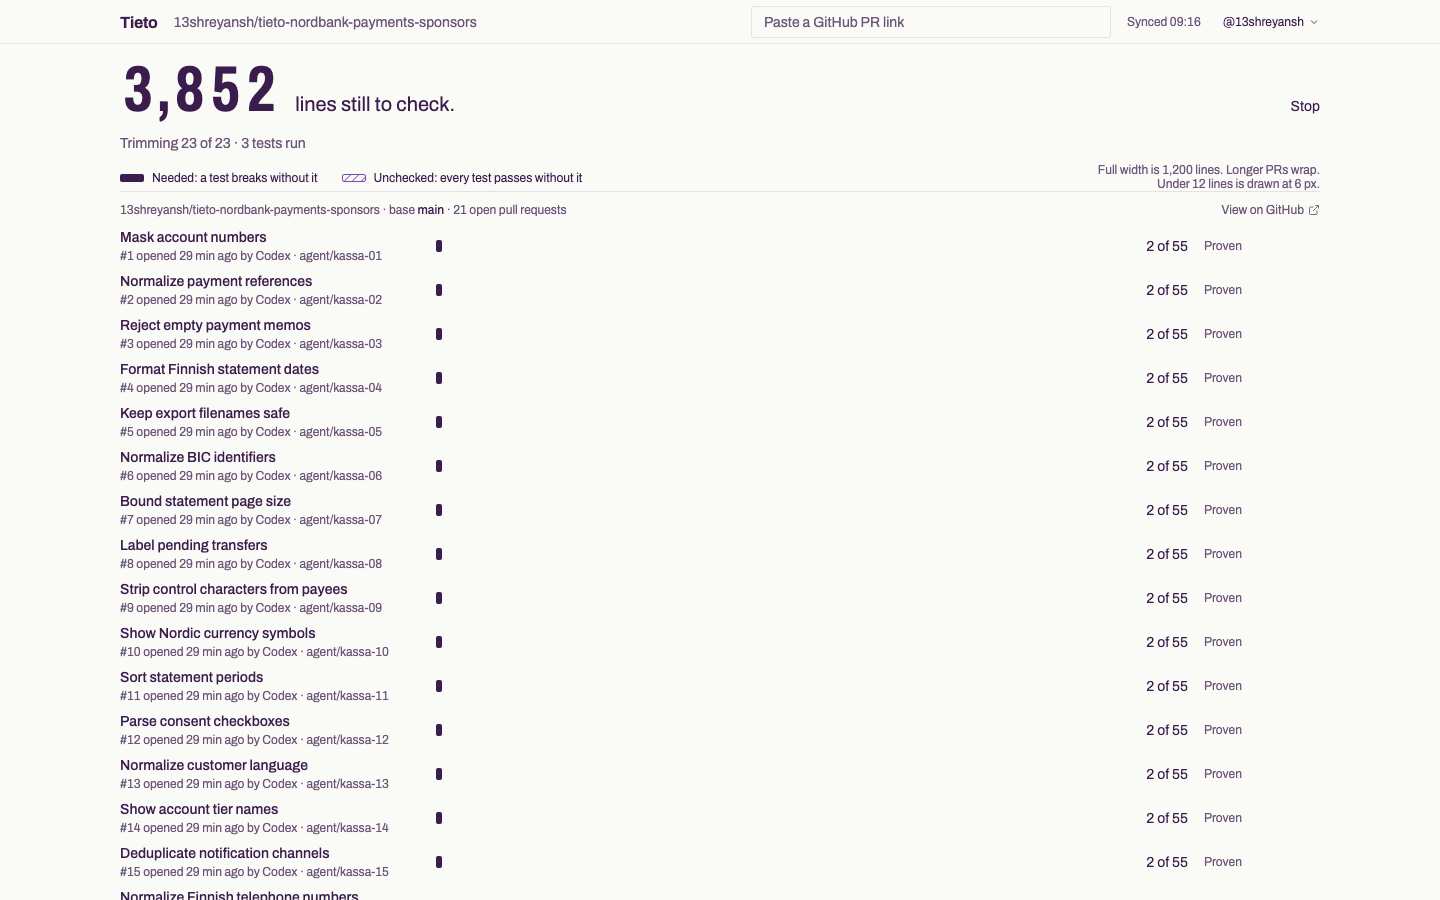 Tieto 13shreyansh/tieto-nordbank-payments-sponsors Paste a GitHub PR link Synced 09:16 @13shreyansh
3,852 lines still to check. Stop
Trimming 23 of 23 · 3 tests run
Needed: a test breaks without it Unchecked: every test passes without it
Full width is 1,200 lines. Longer PRs wrap.
Under 12 lines is drawn at 6 px.
13shreyansh/tieto-nordbank-payments-sponsors · base main · 21 open pull requests View on GitHub
Mask account numbers
#1 opened 29 min ago by Codex · agent/kassa-01
2 of 55 Proven
Normalize payment references
#2 opened 29 min ago by Codex · agent/kassa-02
2 of 55 Proven
Reject empty payment memos
#3 opened 29 min ago by Codex · agent/kassa-03
2 of 55 Proven
Format Finnish statement dates
#4 opened 29 min ago by Codex · agent/kassa-04
2 of 55 Proven
Keep export filenames safe
#5 opened 29 min ago by Codex · agent/kassa-05
2 of 55 Proven
Normalize BIC identifiers
#6 opened 29 min ago by Codex · agent/kassa-06
2 of 55 Proven
Bound statement page size
#7 opened 29 min ago by Codex · agent/kassa-07
2 of 55 Proven
Label pending transfers
#8 opened 29 min ago by Codex · agent/kassa-08
2 of 55 Proven
Strip control characters from payees
#9 opened 29 min ago by Codex · agent/kassa-09
2 of 55 Proven
Show Nordic currency symbols
#10 opened 29 min ago by Codex · agent/kassa-10
2 of 55 Proven
Sort statement periods
#11 opened 29 min ago by Codex · agent/kassa-11
2 of 55 Proven
Parse consent checkboxes
#12 opened 29 min ago by Codex · agent/kassa-12
2 of 55 Proven
Normalize customer language
#13 opened 29 min ago by Codex · agent/kassa-13
2 of 55 Proven
Show account tier names
#14 opened 29 min ago by Codex · agent/kassa-14
2 of 55 Proven
Deduplicate notification channels
#15 opened 29 min ago by Codex · agent/kassa-15
2 of 55 Proven
Normalize Finnish telephone numbers